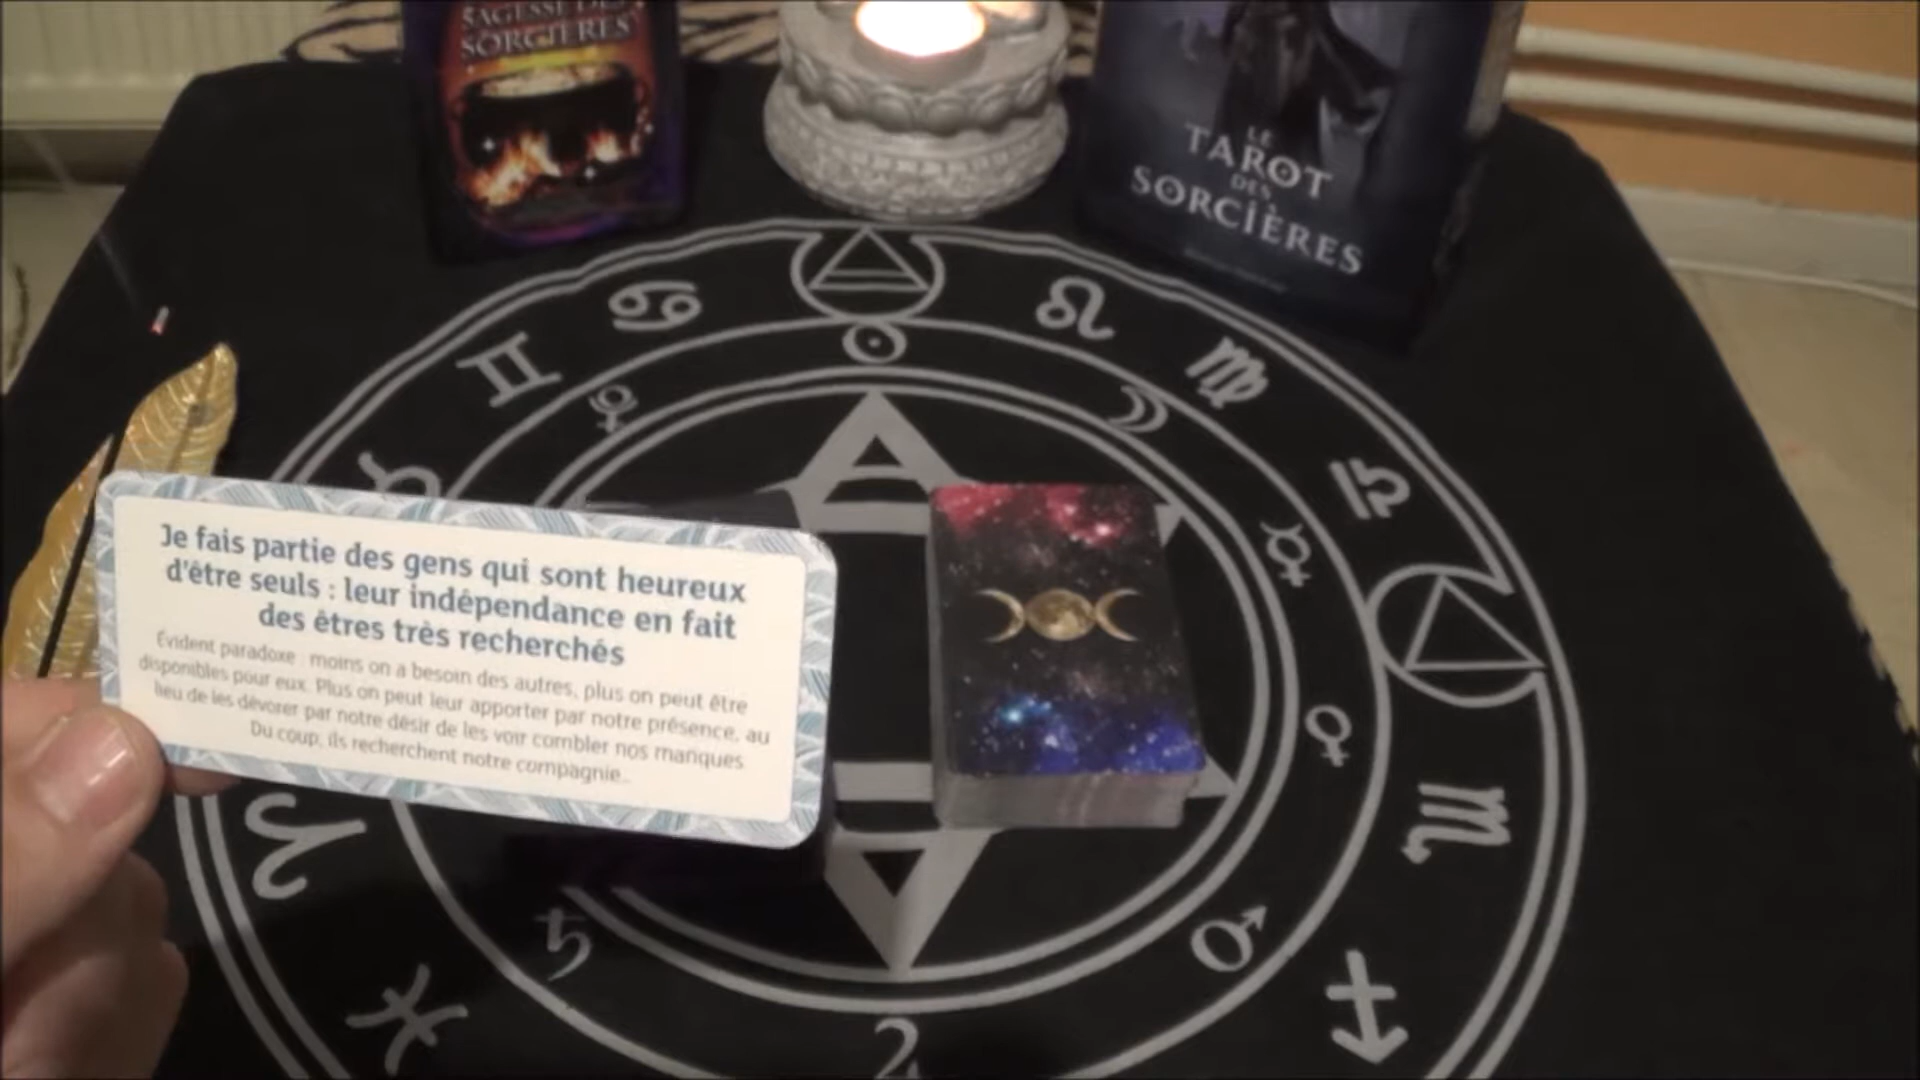 SAGESSE DES
SORCIÈRES
LE
TAROT
DES
SORCIÈRES
Je fais partie des gens qui sont heureux
d'être seuls : leur indépendance en fait
des êtres très recherchés
Évident paradoxe : moins on a besoin des autres, plus on peut être
disponibles pour eux. Plus on peut leur apporter par notre présence, au
lieu de les dévorer par notre désir de les voir combler nos manques
Du coup, ils recherchent notre compagnie...